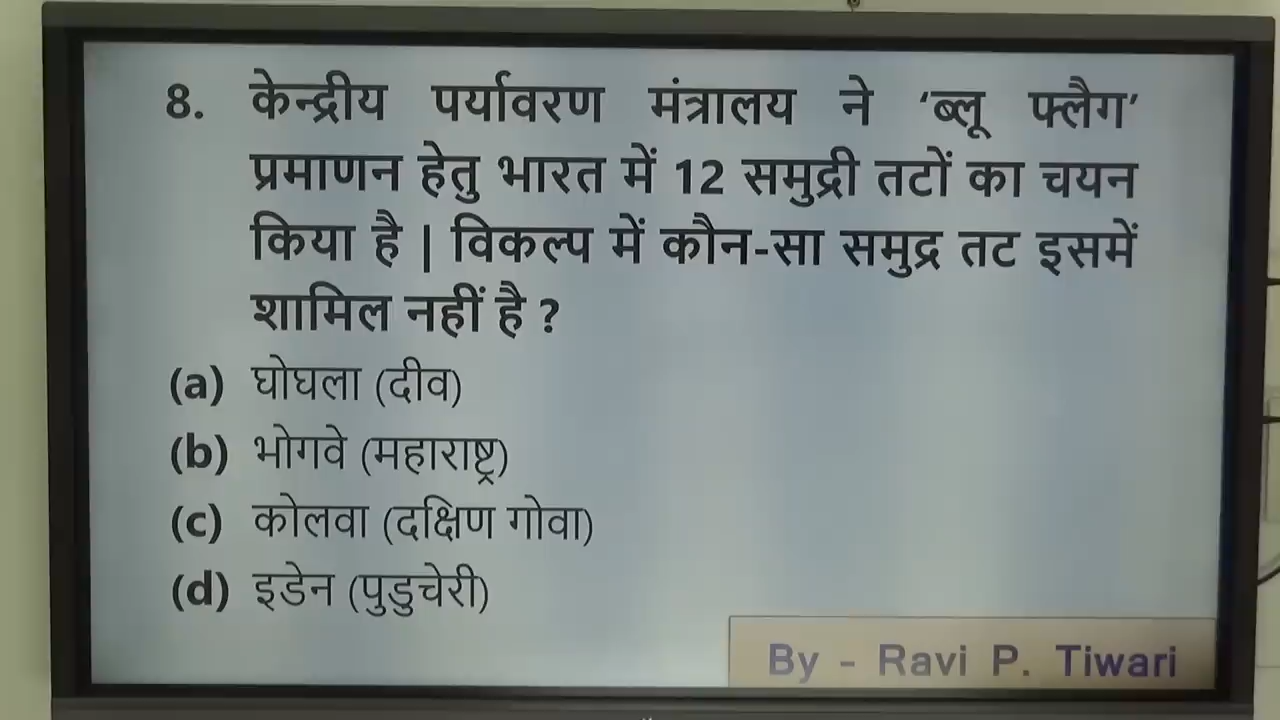 8. केन्द्रीय पर्यावरण मंत्रालय ने ‘ब्लू फ्लैग’
प्रमाणन हेतु भारत में 12 समुद्री तटों का चयन
किया है | विकल्प में कौन-सा समुद्र तट इसमें
शामिल नहीं है ?
(a) घोघला (दीव)
(b) भोगवे (महाराष्ट्र)
(c) कोलवा (दक्षिण गोवा)
(d) इडेन (पुडुचेरी)
By - Ravi P. Tiwari